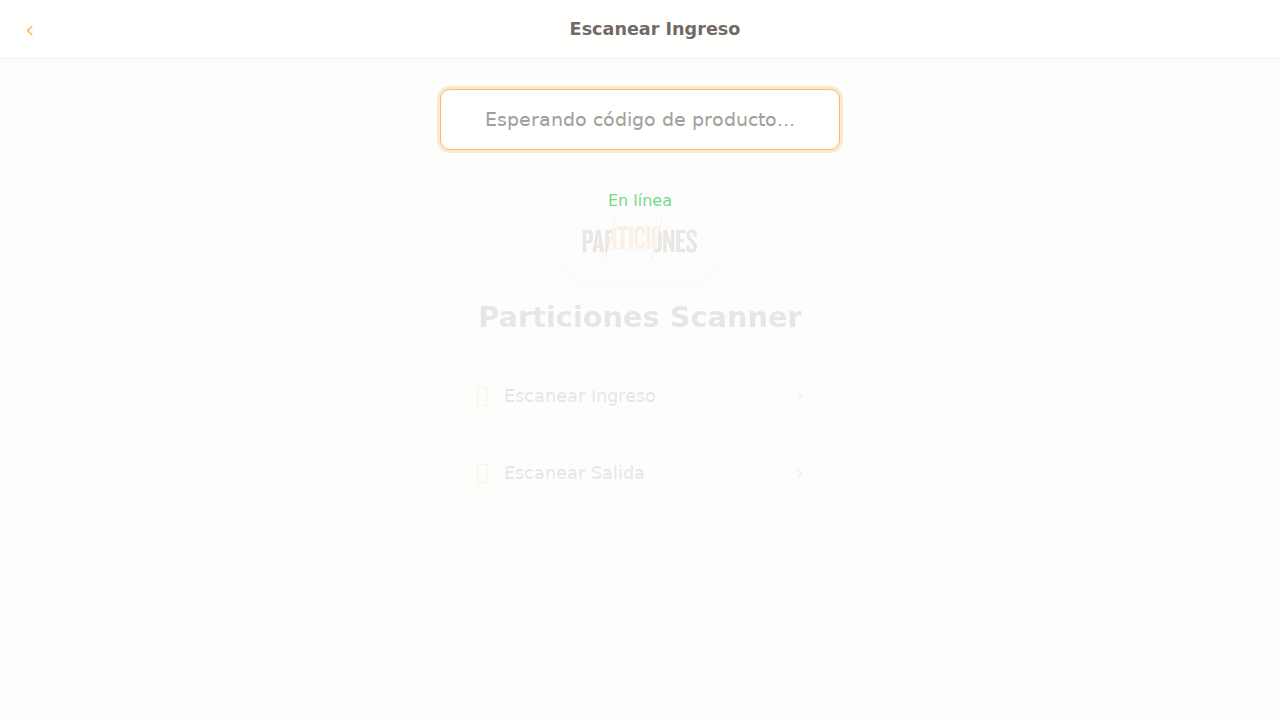 ‹
Escanear Ingreso
Esperando código de producto...
En línea
PARTICIONES
Particiones Scanner
Escanear Ingreso ›
Escanear Salida ›